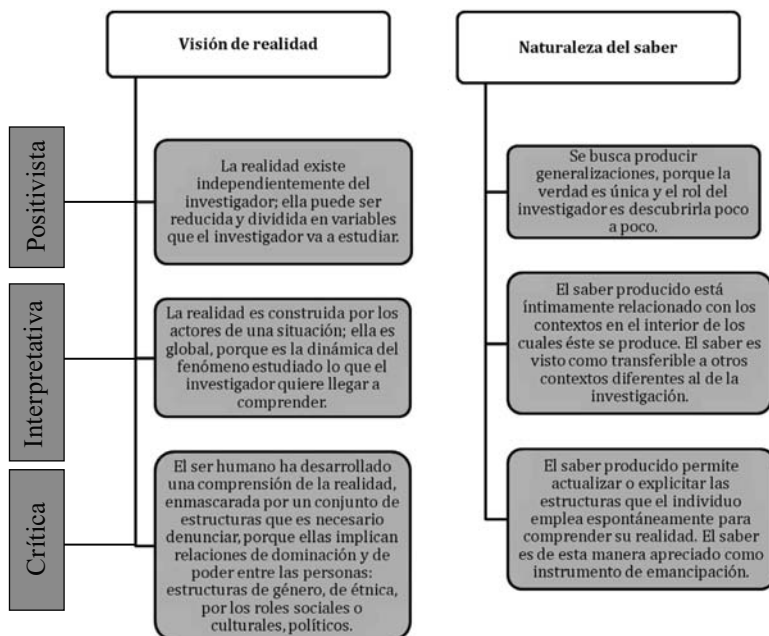 Visión de realidad
Naturaleza del saber
Positivista
La realidad existe
independientemente del
investigador; ella puede ser
reducida y dividida en variables
que el investigador va a estudiar.
Se busca producir
generalizaciones, porque la
verdad es única y el rol del
investigador es descubrirla poco
a poco.
Interpretativa
La realidad es construida por los
actores de una situación; ella es
global, porque es la dinámica del
fenómeno estudiado lo que el
investigador quiere llegar a
comprender.
El saber producido está
íntimamente relacionado con los
contextos en el interior de los
cuales éste se produce. El saber es
visto como transferible a otros
contextos diferentes al de la
investigación.
Crítica
El ser humano ha desarrollado
una comprensión de la realidad,
enmascarada por un conjunto de
estructuras que es necesario
denunciar, porque ellas implican
relaciones de dominación y de
poder entre las personas:
estructuras de género, de étnica,
por los roles sociales o
culturales, políticos.
El saber producido permite
actualizar o explicitar las
estructuras que el individuo
emplea espontáneamente para
comprender su realidad. El saber
es de esta manera apreciado como
instrumento de emancipación.